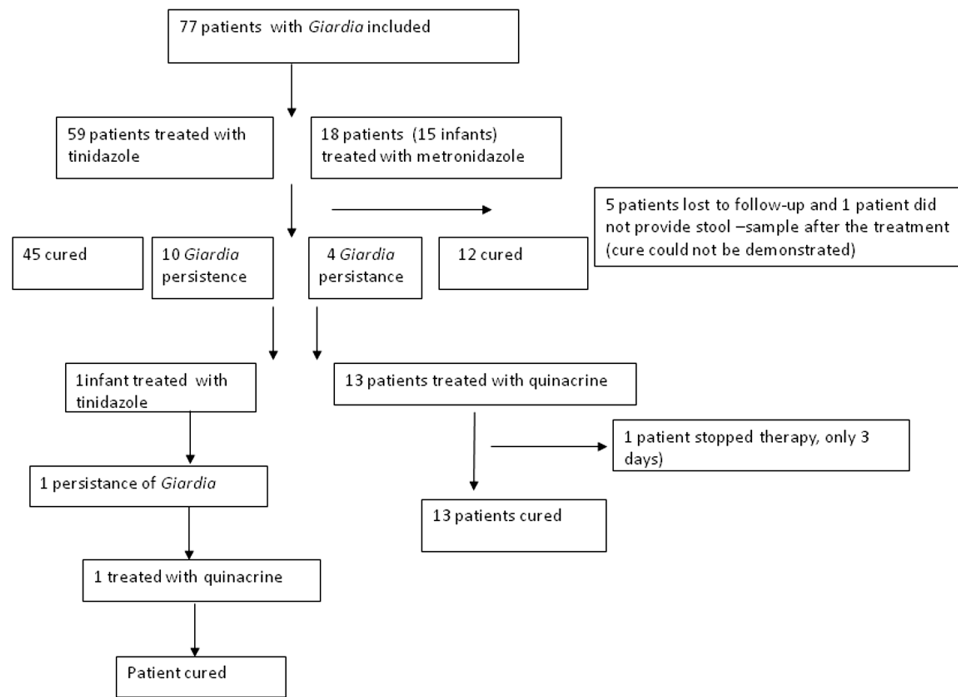 77 patients with Giardia included
59 patients treated with
tinidazole
18 patients (15 infants)
treated with metronidazole
5 patients lost to follow-up and 1 patient did
not provide stool –sample after the treatment
(cure could not be demonstrated)
45 cured
10 Giardia
persistence
4 Giardia
persistance
12 cured
1infant treated with
tinidazole
13 patients treated with quinacrine
1 patient stopped therapy, only 3
days)
1 persistance of Giardia
13 patients cured
1 treated with quinacrine
Patient cured